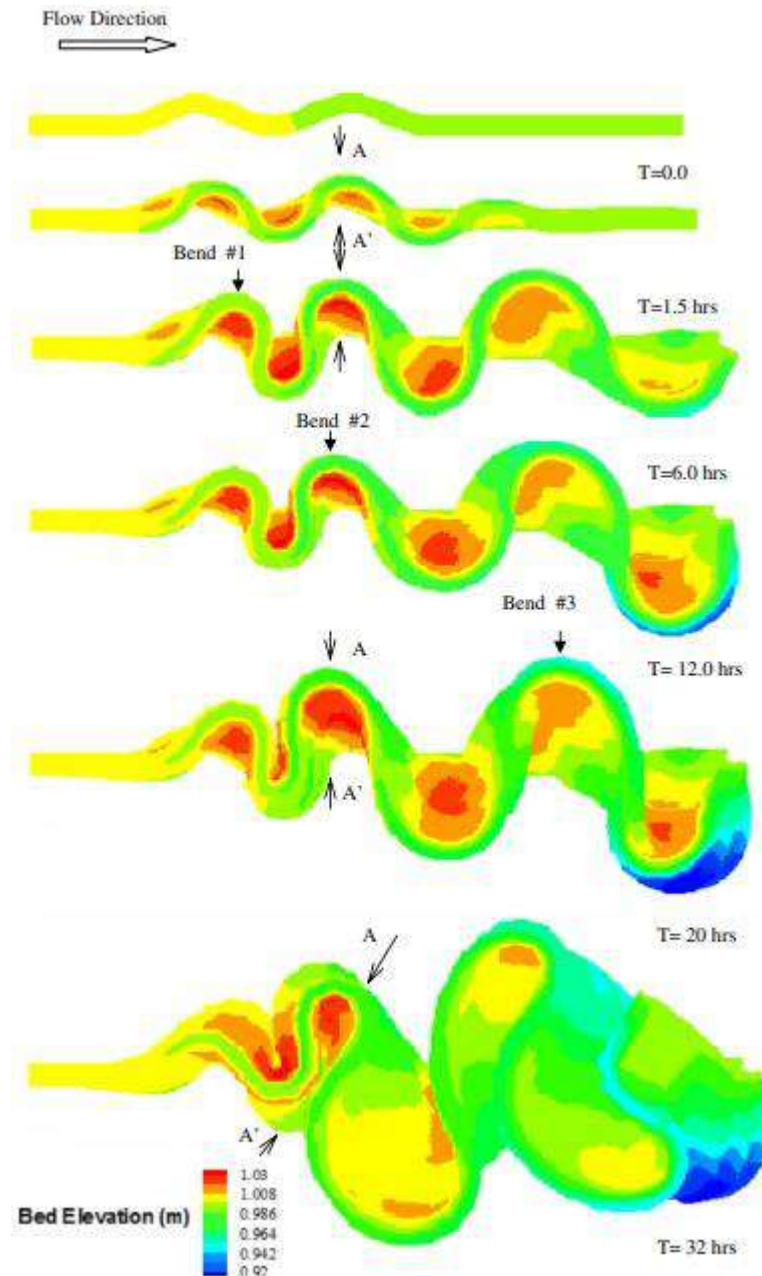 Flow Direction
A
T=0.0
A'
Bend #1
T=1.5 hrs
Bend #2
T=6.0 hrs
Bend #3
A
T= 12.0 hrs
A'
A
T= 20 hrs
A'
1.03
1.008
0.986
0.964
0.942
0.92
Bed Elevation (m)
T= 32 hrs